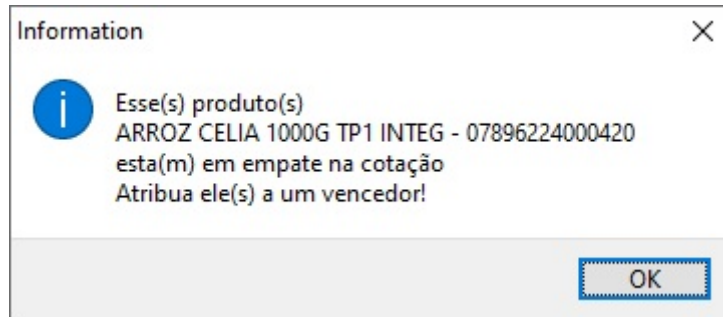 Information
Esse(s) produto(s)
ARROZ CELIA 1000G TP1 INTEG - 07896224000420
esta(m) em empate na cotação
Atribua ele(s) a um vencedor!
OK